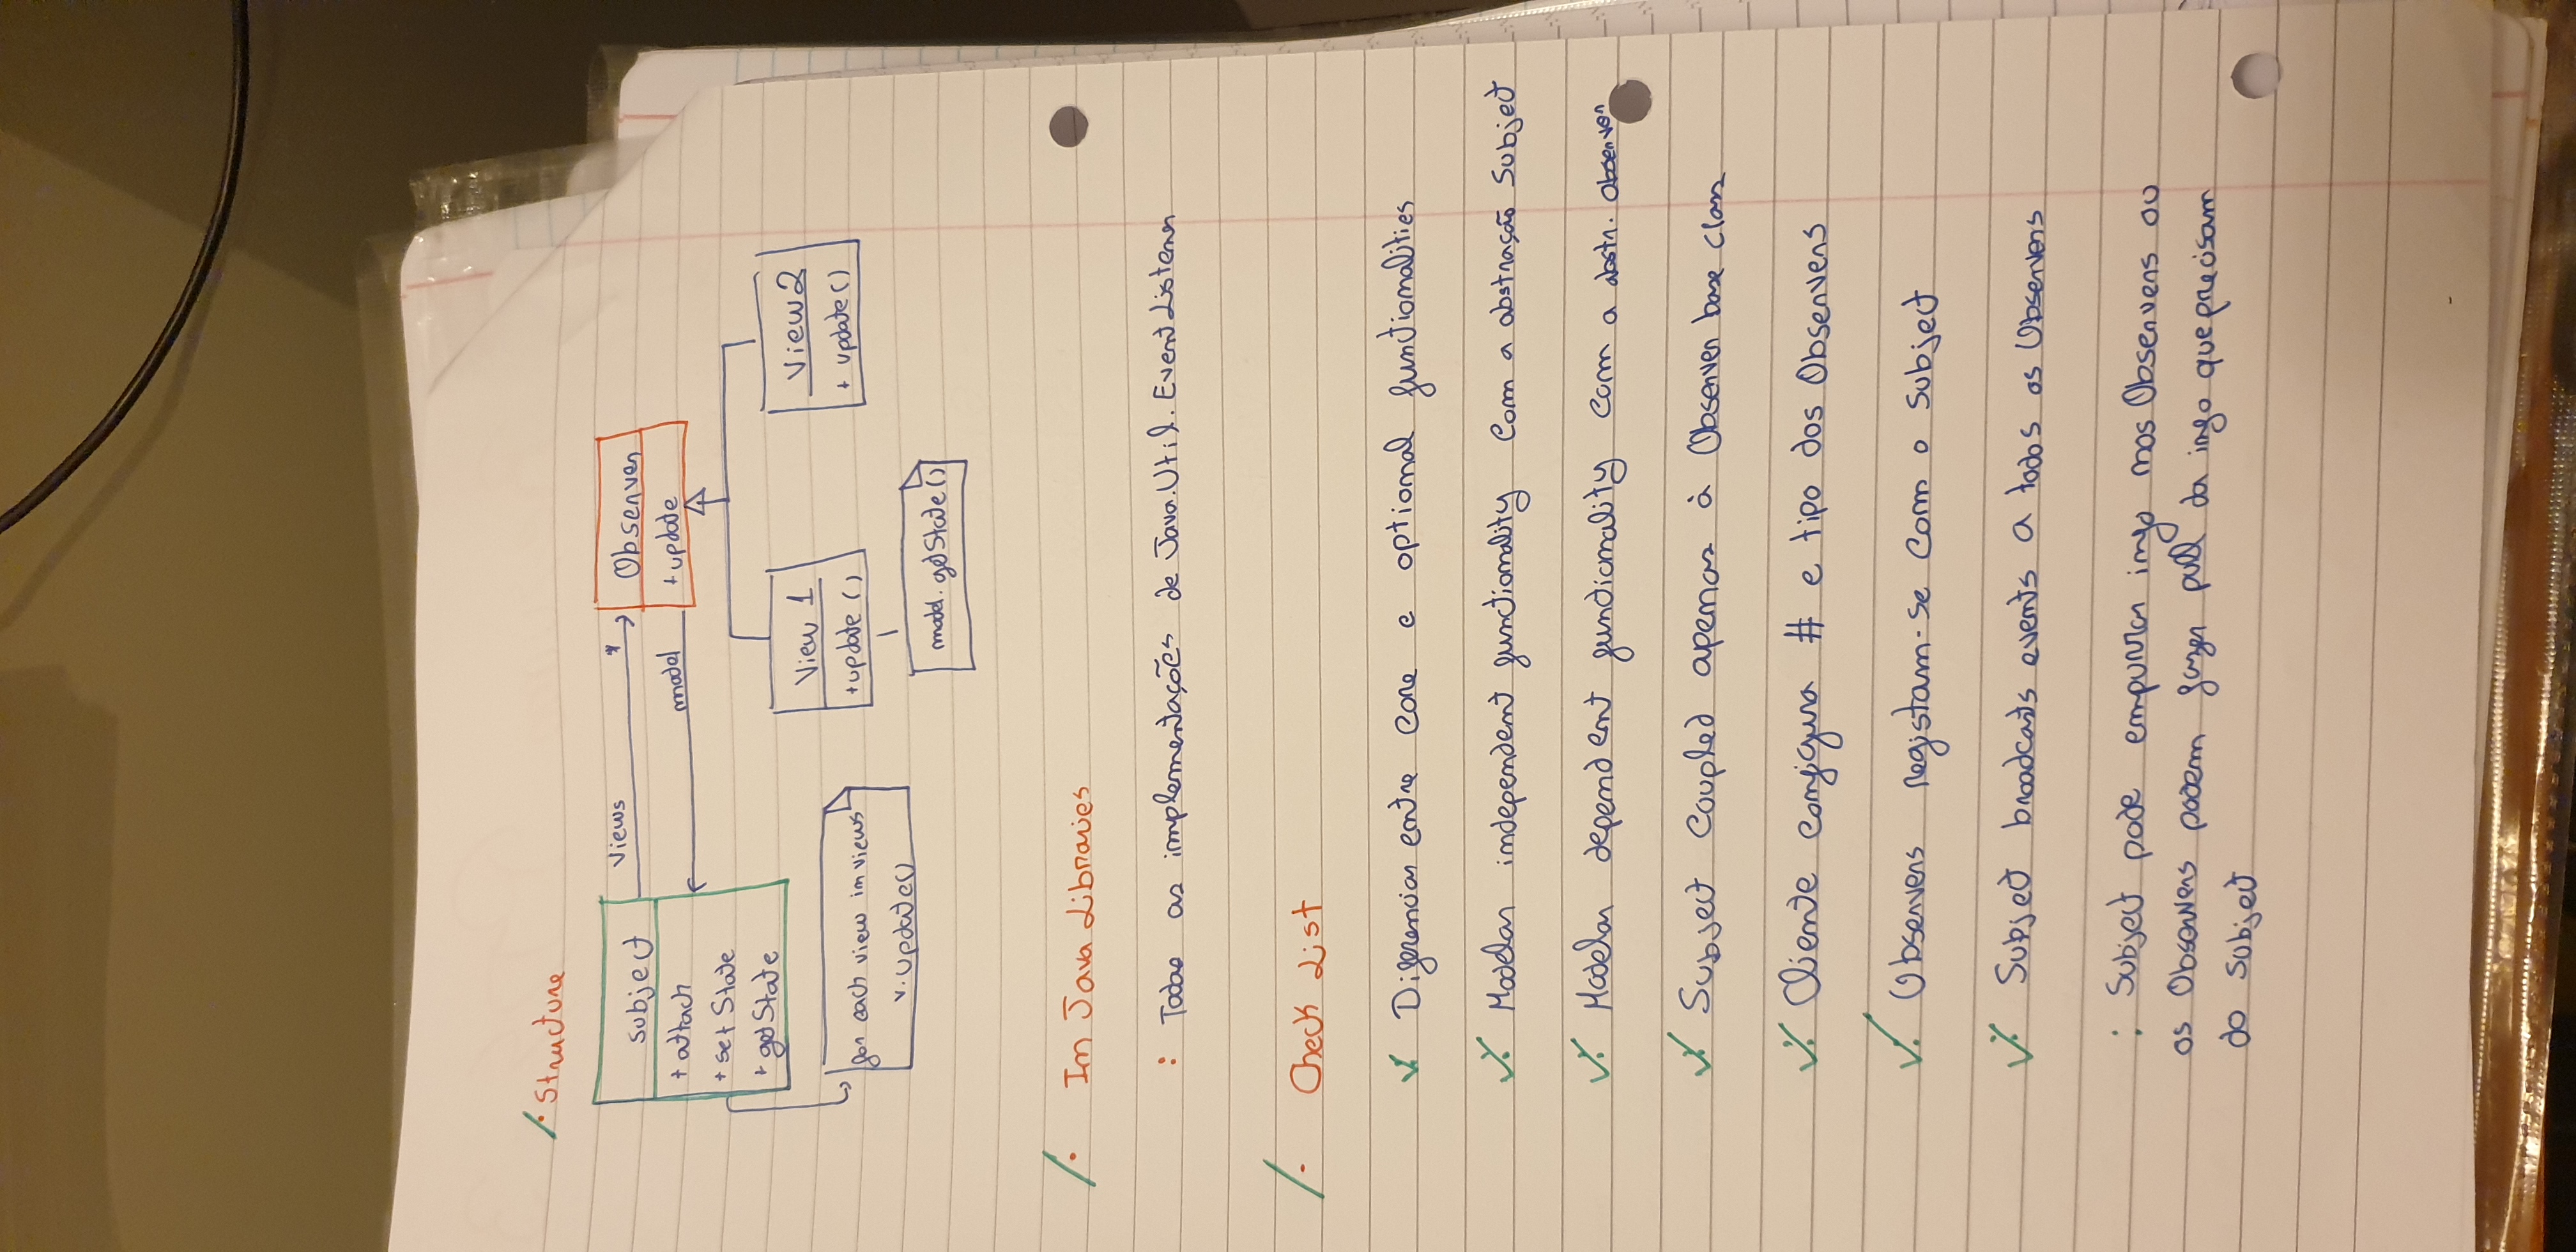 Structure
Views *
Subject
Observer
+ attach
model
+ update
+ set State
+ getState
View 1
View 2
+ update ()
+ update ()
for each view in views
v. update()
model. getState()
In Java Libraries
: Todas as implementações de Java.Util.EventListener
Check List
Diferenciar entre core e optional functionalities
Modelar independent functionality com a abstração Subject
Modelar dependent functionality com a abstr. Observer
Subject Coupled apenas à Observer base class
Cliente configura # e tipo dos Observers
Observers registam-se com o subject
Subject broadcasts events a todos os Observers
: Subject pode empurrar info nos Observers ou
os Observers podem fazer pull da info que precisam
do subject